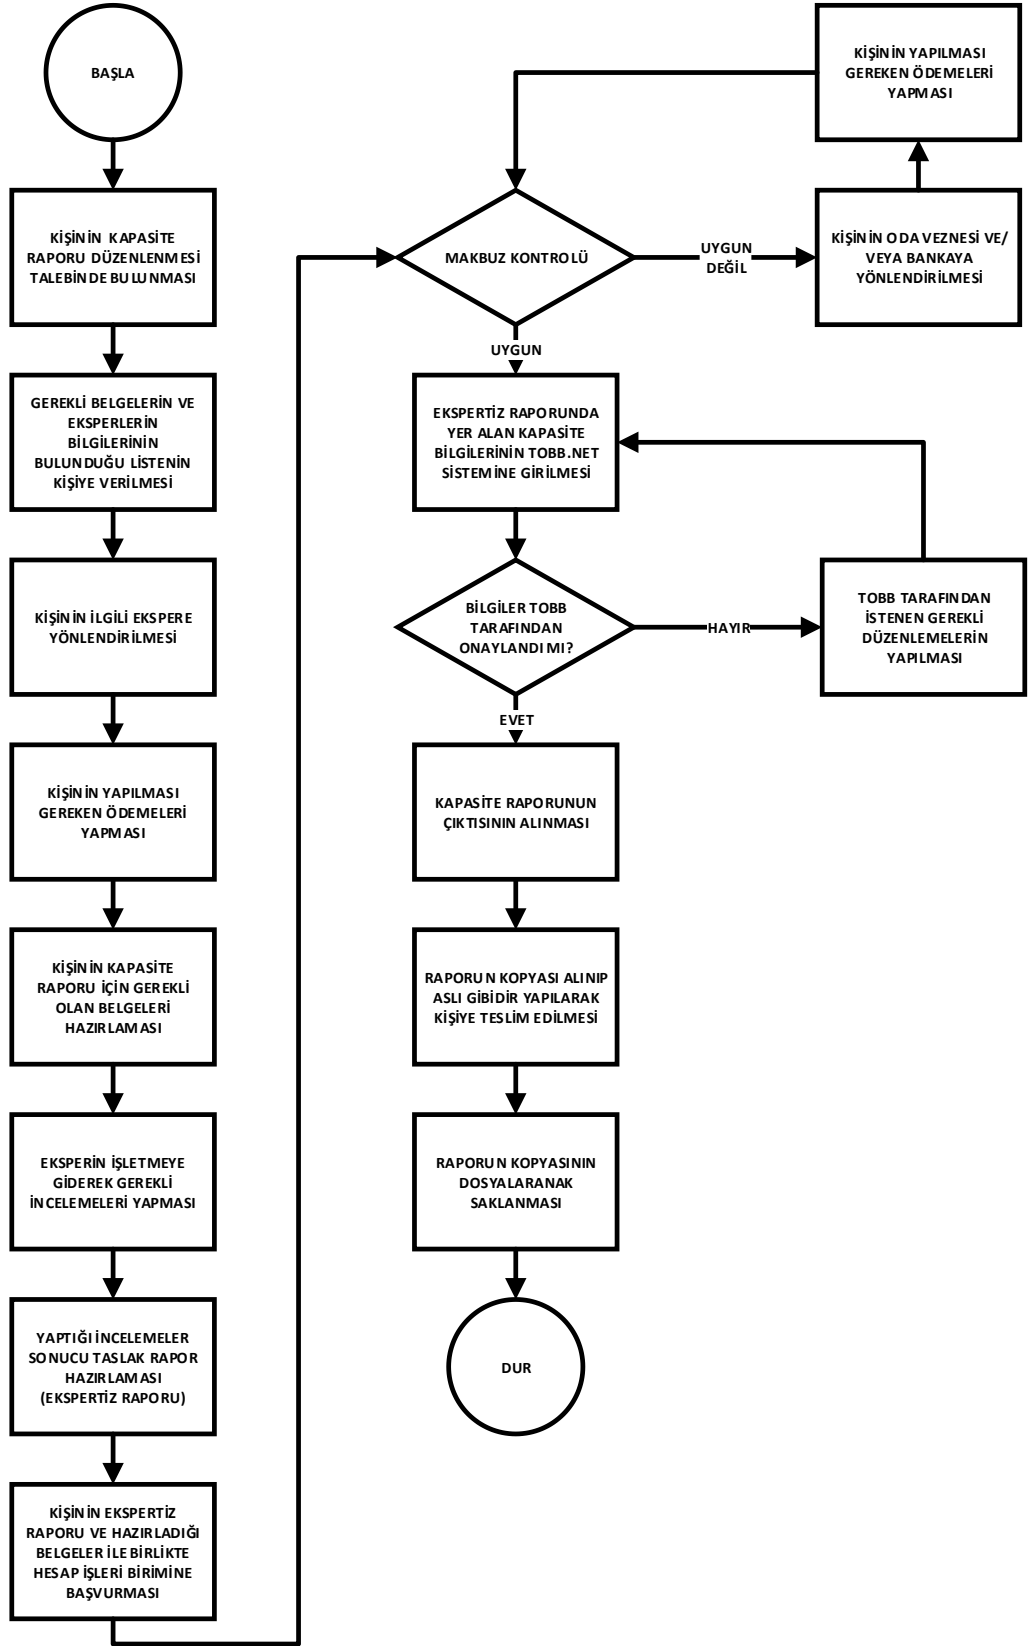 BAŞLA
KİŞİNİN KAPASİTE
RAPORU DÜZENLENMESİ
TALEBİNDE BULUNMASI
GEREKLİ BELGELERİN VE
EKSPERLERİN
BİLGİLERİNİN
BULUNDUĞU LİSTENİN
KİŞİYE VERİLMESİ
KİŞİNİN İLGİLİ EKSPERE
YÖNLENDİRİLMESİ
KİŞİNİN YAPILMASI
GEREKEN ÖDEMELERİ
YAPMASI
KİŞİNİN KAPASİTE
RAPORU İÇİN GEREKLİ
OLAN BELGELERİ
HAZIRLAMASI
EKSPERİN İŞLETMEYE
GİDEREK GEREKLİ
İNCELEMELERİ YAPMASI
YAPTIĞI İNCELEMELER
SONUCU TASLAK RAPOR
HAZIRLAMASI
(EKSPERTİZ RAPORU)
KİŞİNİN EKSPERTİZ
RAPORU VE HAZIRLADIĞI
BELGELER İLE BİRLİKTE
HESAP İŞLERİ BİRİMİNE
BAŞVURMASI
MAKBUZ KONTROLÜ
UYGUN
DEĞİL
KİŞİNİN ODA VEZNESİ VE/
VEYA BANKAYA
YÖNLENDİRİLMESİ
KİŞİNİN YAPILMASI
GEREKEN ÖDEMELERİ
YAPMASI
UYGUN
EKSPERTİZ RAPORUNDA
YER ALAN KAPASİTE
BİLGİLERİNİN TOBB.NET
SİSTEMİNE GİRİLMESİ
BİLGİLER TOBB
TARAFINDAN
ONAYLANDI MI?
HAYIR
TOBB TARAFINDAN
İSTENEN GEREKLİ
DÜZENLEMELERİN
YAPILMASI
EVET
KAPASİTE RAPORUNUN
ÇIKTISININ ALINMASI
RAPORUN KOPYASI ALINIP
ASLI GİBİDİR YAPILARAK
KİŞİYE TESLİM EDİLMESİ
RAPORUN KOPYASININ
DOSYALARANAK
SAKLANMASI
DUR